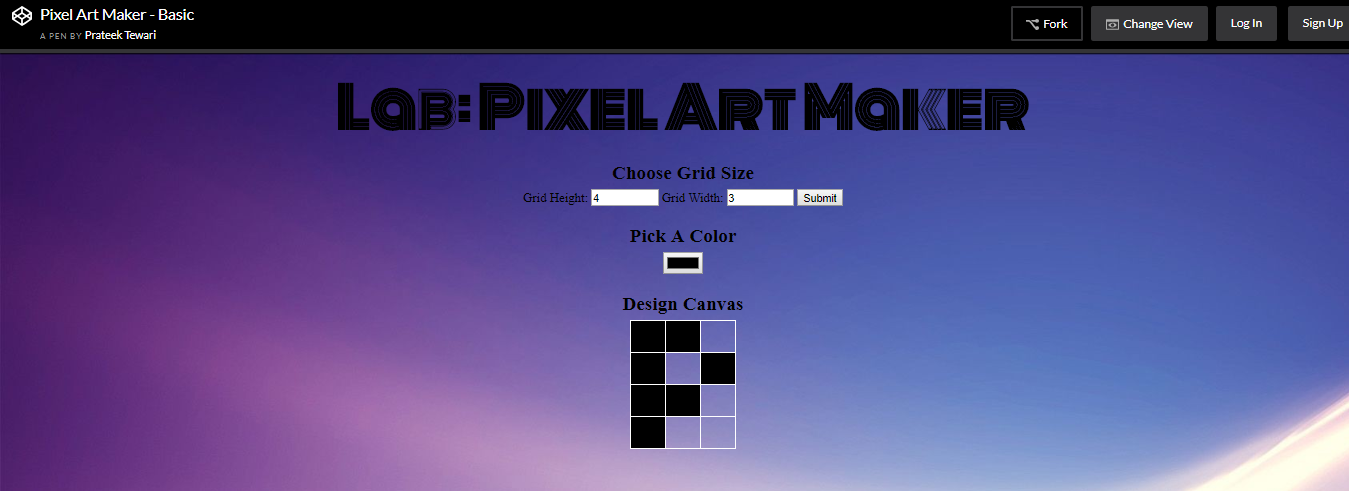 Pixel Art Maker - Basic
A PEN BY Prateek Tewari
Fork
Change View
Log In
Sign Up
Lab: Pixel Art Maker
Choose Grid Size
Grid Height: 4 Grid Width: 3 Submit
Pick A Color
Design Canvas